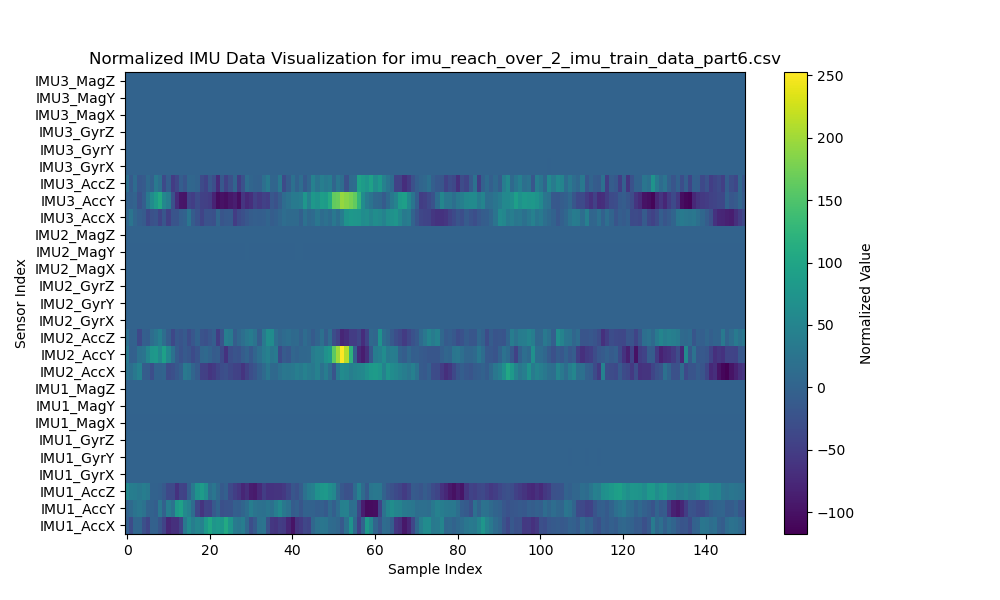 Normalized IMU Data Visualization for imu_reach_over_2_imu_train_data_part6.csv
IMU3_MagZ
IMU3_MagY
IMU3_MagX
IMU3_GyrZ
IMU3_GyrY
IMU3_GyrX
IMU3_AccZ
IMU3_AccY
IMU3_AccX
IMU2_MagZ
IMU2_MagY
IMU2_MagX
IMU2_GyrZ
IMU2_GyrY
IMU2_GyrX
IMU2_AccZ
IMU2_AccY
IMU2_AccX
IMU1_MagZ
IMU1_MagY
IMU1_MagX
IMU1_GyrZ
IMU1_GyrY
IMU1_GyrX
IMU1_AccZ
IMU1_AccY
IMU1_AccX
Sensor Index
0 20 40 60 80 100 120 140
Sample Index
250
200
150
100
50
0
−50
−100
Normalized Value